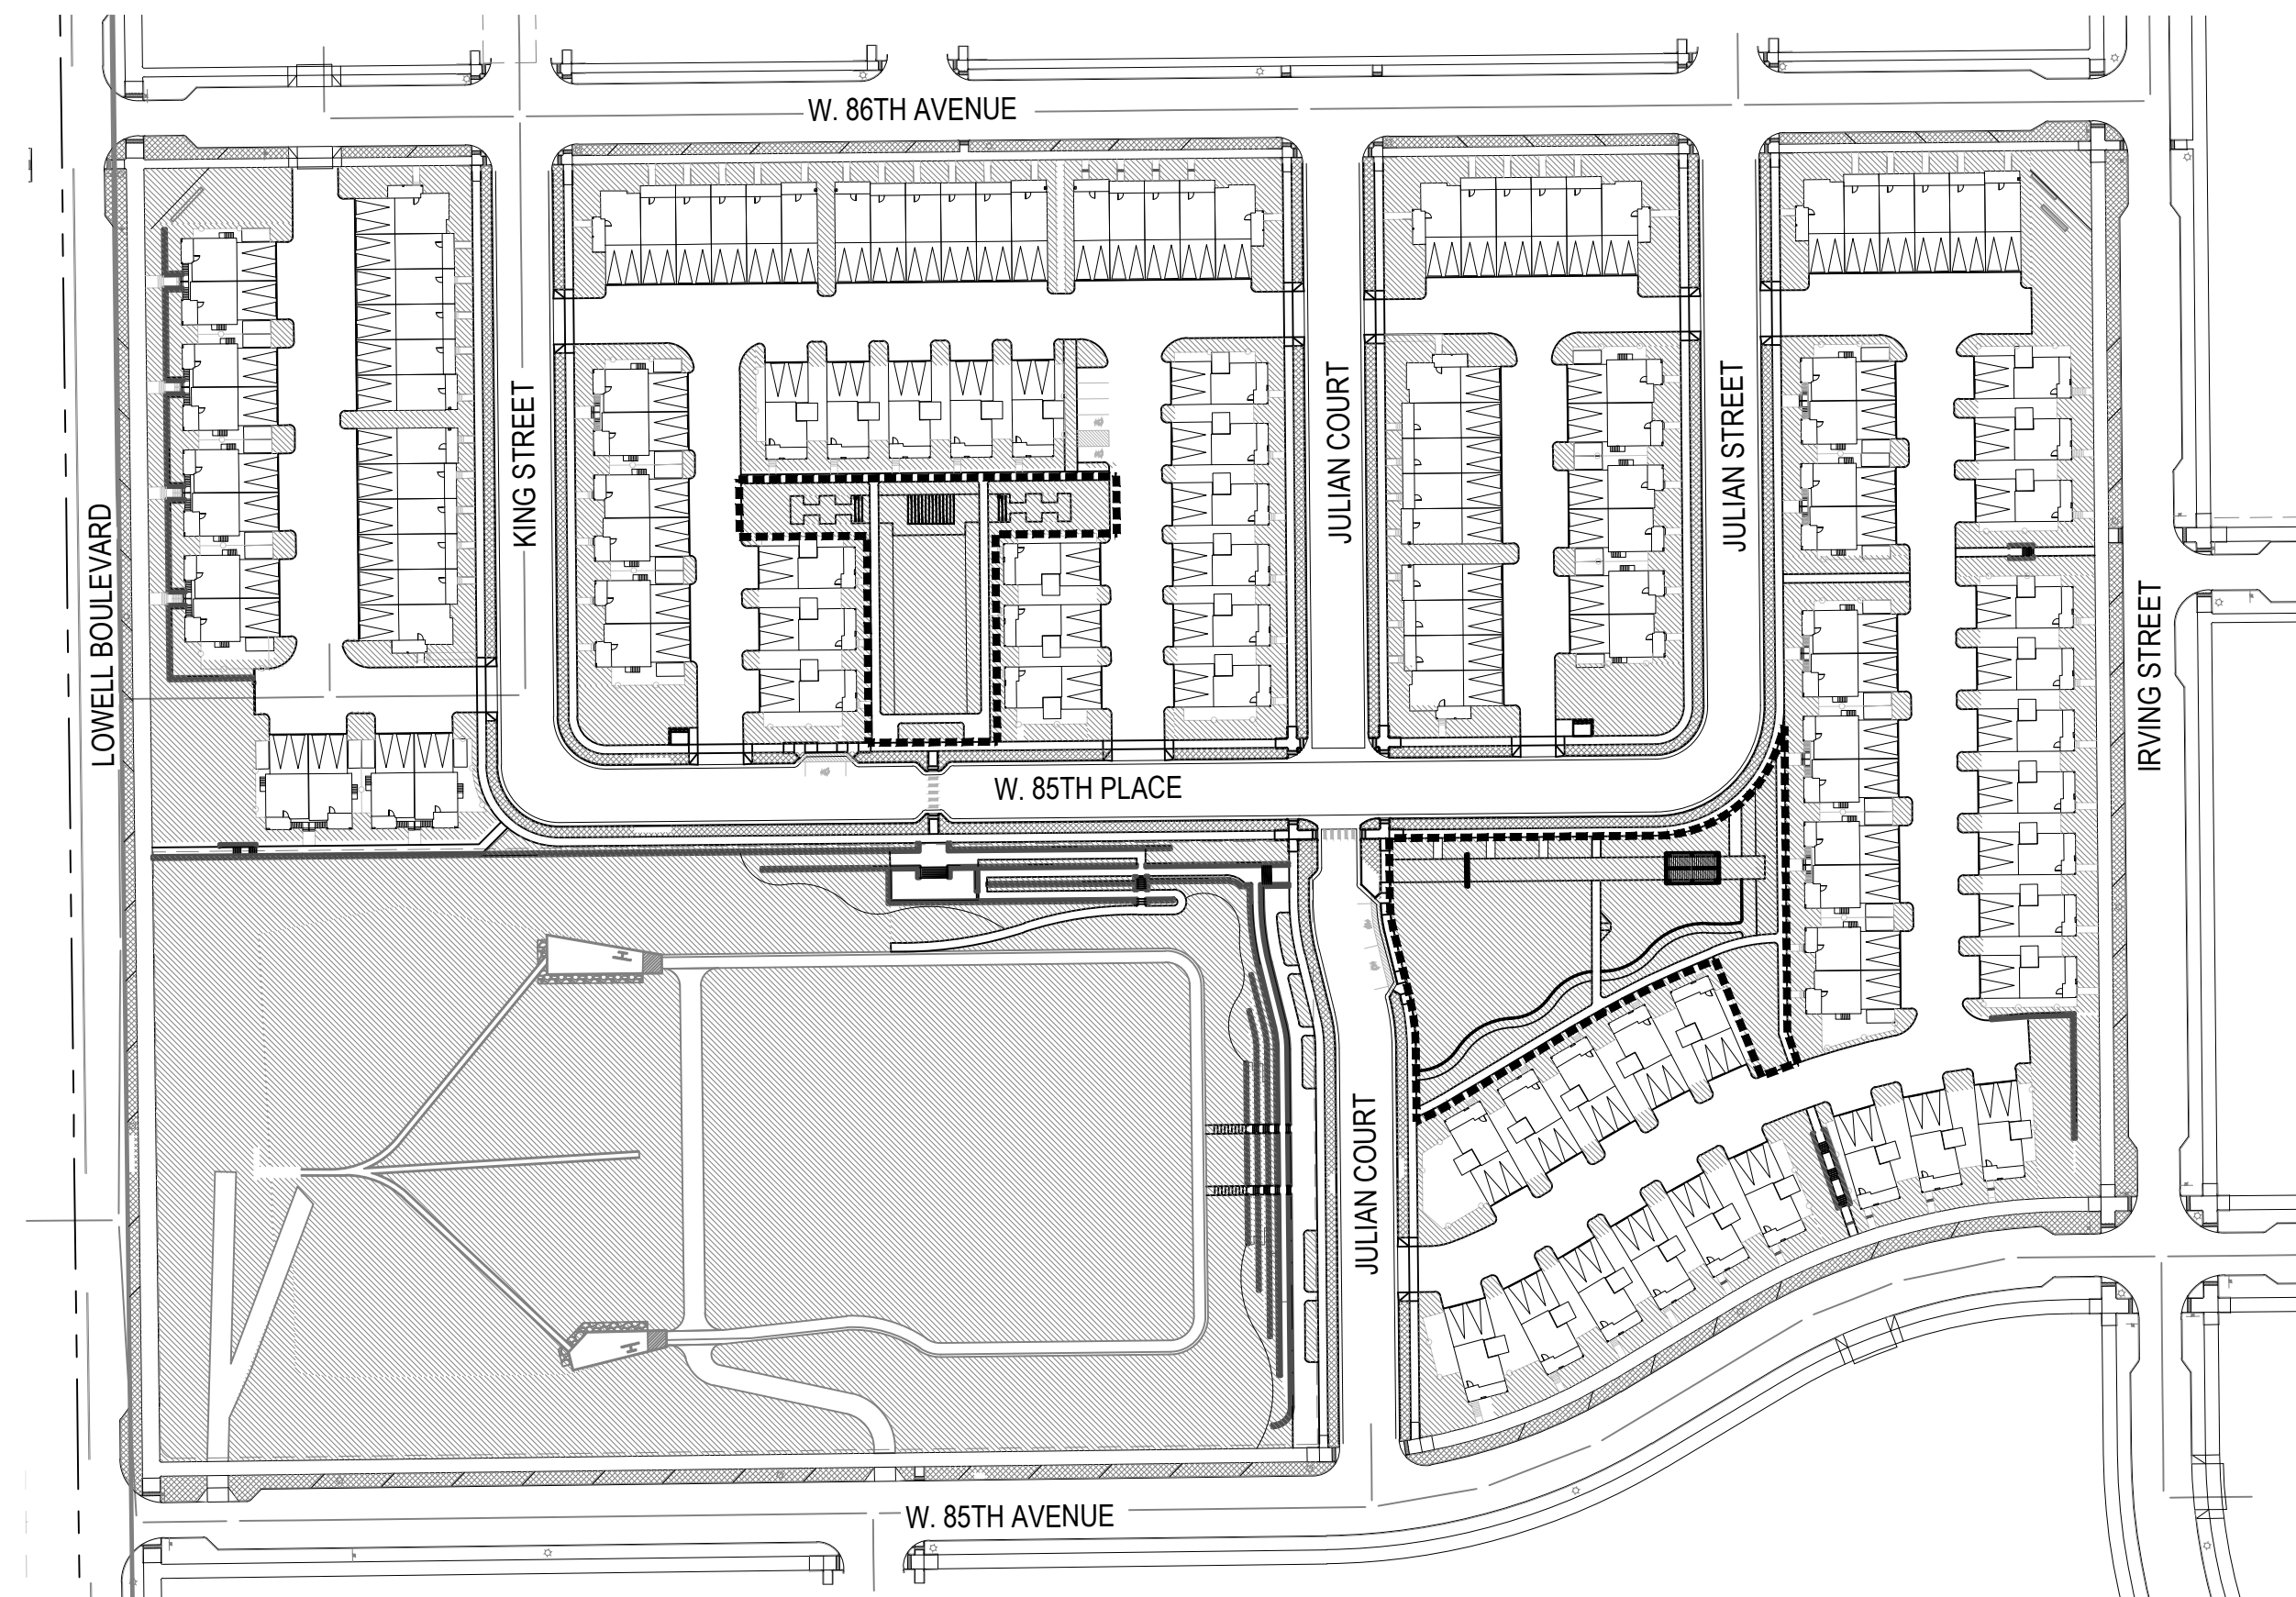 W. 86TH AVENUE
KING STREET
JULIAN COURT
JULIAN STREET
LOWELL BOULEVARD
IRVING STREET
W. 85TH PLACE
JULIAN COURT
W. 85TH AVENUE
H
H